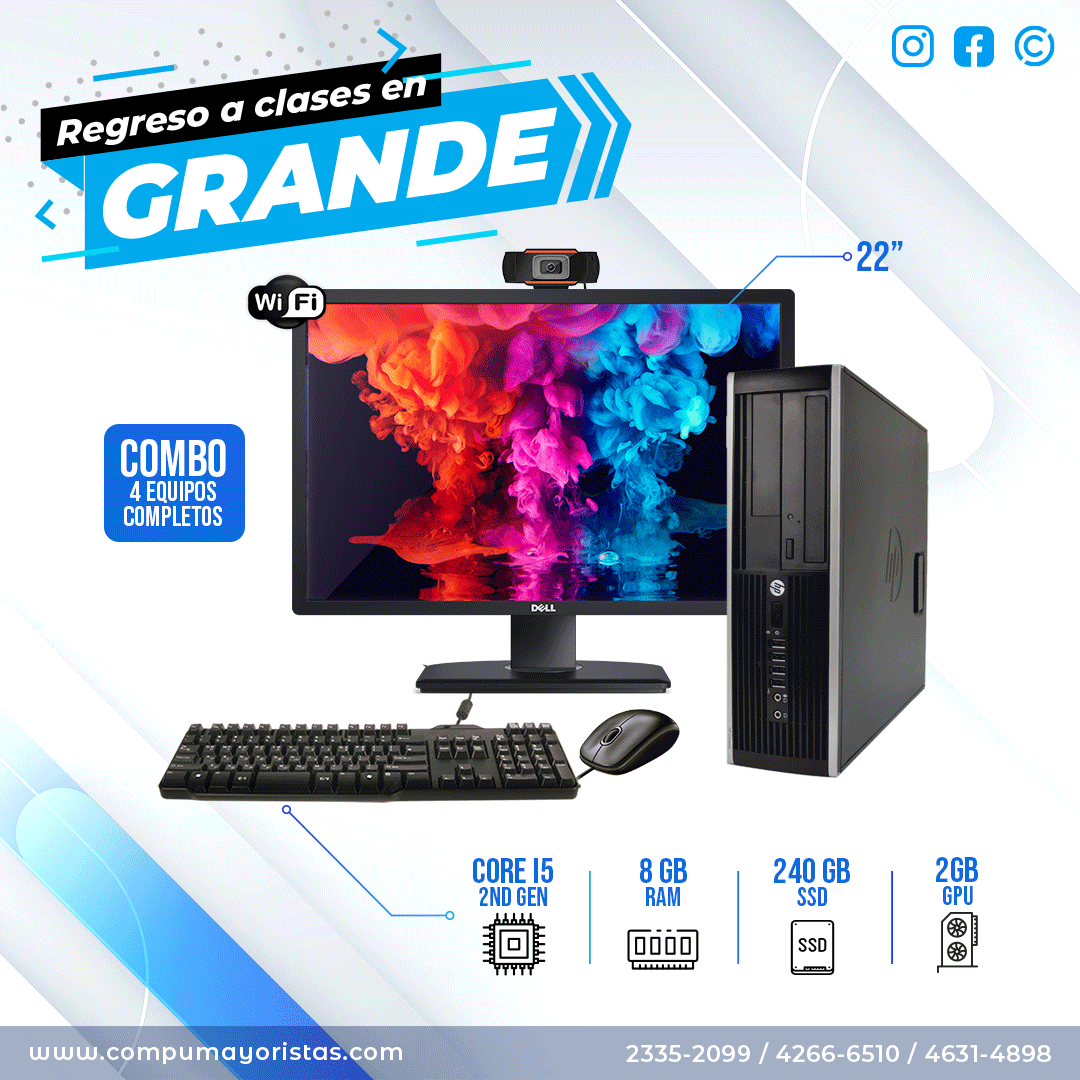 Regreso a clases en
GRANDE
22”
Wi Fi
COMBO
4 EQUIPOS
COMPLETOS
DELL
hp
CORE I5
2ND GEN
8 GB
RAM
240 GB
SSD
2GB
GPU
SSD
www.compumayoristas.com
2335-2099 / 4266-6510 / 4631-4898